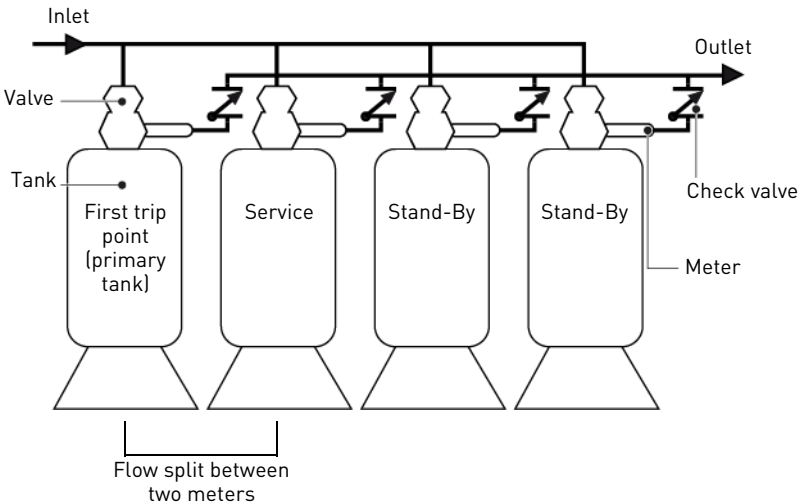 Inlet
Outlet
Valve
Tank
First trip
point
(primary
tank)
Service
Stand-By
Stand-By
Check valve
Meter
Flow split between
two meters